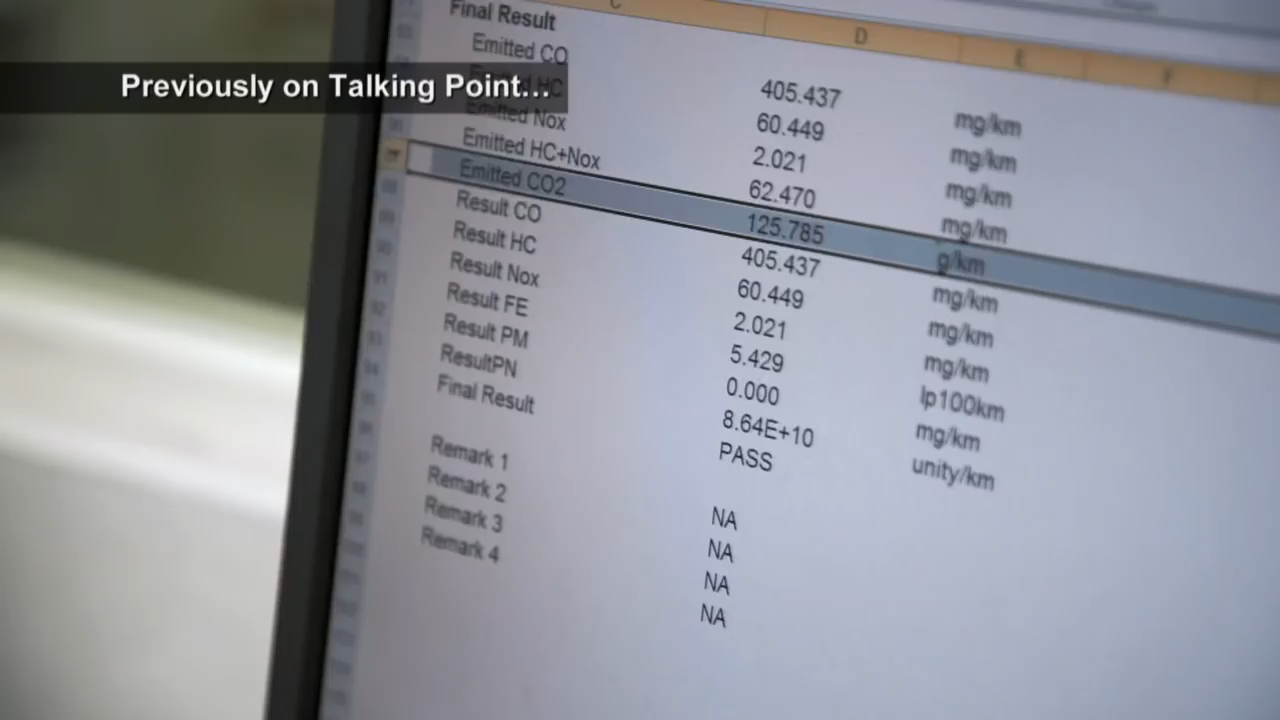 Previously on Talking Point...
C D E F
Final Result
Emitted CO 405.437 mg/km
Emitted HC 60.449 mg/km
Emitted Nox 2.021 mg/km
Emitted HC+Nox 62.470 mg/km
Emitted CO2 125.785 g/km
Result CO 405.437 mg/km
Result HC 60.449 mg/km
Result Nox 2.021 mg/km
Result FE 5.429 lp100km
Result PM 0.000 mg/km
ResultPN 8.64E+10 unity/km
Final Result PASS
Remark 1 NA
Remark 2 NA
Remark 3 NA
Remark 4 NA